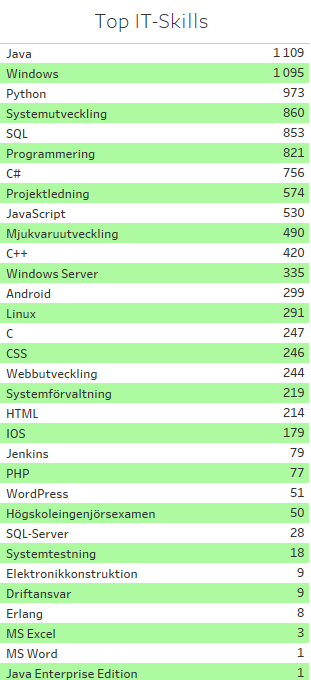 Top IT-Skills
Java 1 109
Windows 1 095
Python 973
Systemutveckling 860
SQL 853
Programmering 821
C# 756
Projektledning 574
JavaScript 530
Mjukvaruutveckling 490
C++ 420
Windows Server 335
Android 299
Linux 291
C 247
CSS 246
Webbutveckling 244
Systemförvaltning 219
HTML 214
IOS 179
Jenkins 79
PHP 77
WordPress 51
Högskoleingenjörsexamen 50
SQL-Server 28
Systemtestning 18
Elektronikkonstruktion 9
Driftansvar 9
Erlang 8
MS Excel 3
MS Word 1
Java Enterprise Edition 1